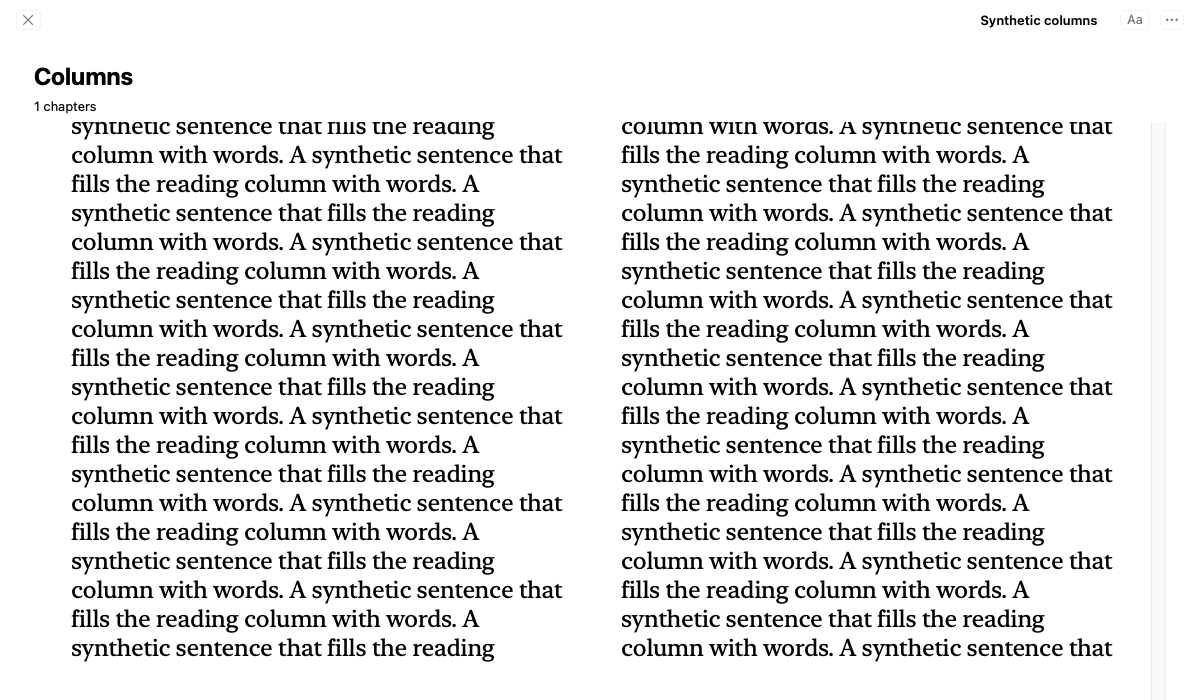 Synthetic columns
Aa
Columns
1 chapters
synthetic sentence that fills the reading
column with words. A synthetic sentence that
fills the reading column with words. A
synthetic sentence that fills the reading
column with words. A synthetic sentence that
fills the reading column with words. A
synthetic sentence that fills the reading
column with words. A synthetic sentence that
fills the reading column with words. A
synthetic sentence that fills the reading
column with words. A synthetic sentence that
fills the reading column with words. A
synthetic sentence that fills the reading
column with words. A synthetic sentence that
fills the reading column with words. A
synthetic sentence that fills the reading
column with words. A synthetic sentence that
fills the reading column with words. A
synthetic sentence that fills the reading
column with words. A synthetic sentence that
fills the reading column with words. A
synthetic sentence that fills the reading
column with words. A synthetic sentence that
fills the reading column with words. A
synthetic sentence that fills the reading
column with words. A synthetic sentence that
fills the reading column with words. A
synthetic sentence that fills the reading
column with words. A synthetic sentence that
fills the reading column with words. A
synthetic sentence that fills the reading
column with words. A synthetic sentence that
fills the reading column with words. A
synthetic sentence that fills the reading
column with words. A synthetic sentence that
fills the reading column with words. A
synthetic sentence that fills the reading
column with words. A synthetic sentence that